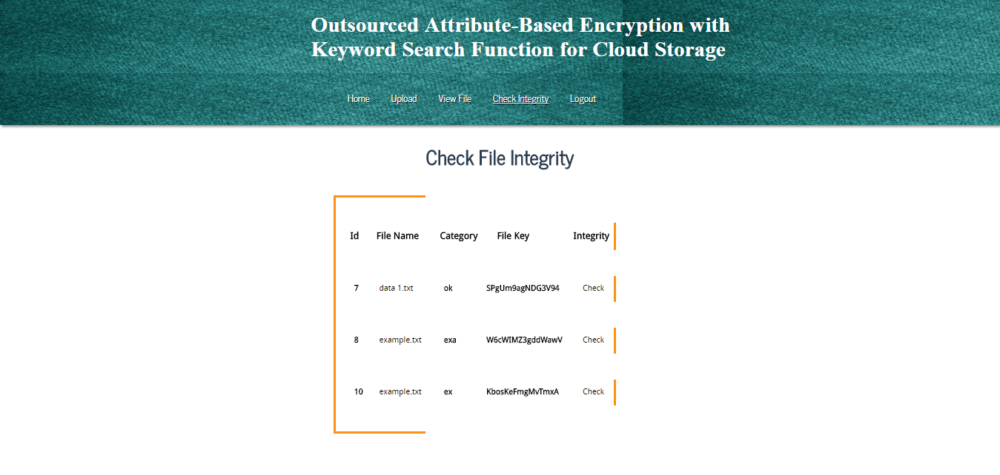 Outsourced Attribute-Based Encryption with
Keyword Search Function for Cloud Storage
Home Upload View File Check Integrity Logout
Check File Integrity
Id File Name Category File Key Integrity
7 data 1.txt ok SPgUm9agNDG3V94 Check
8 example.txt exa W6cWIMZ3gddWawV Check
10 example.txt ex KbosKeFmgMvTmxA Check